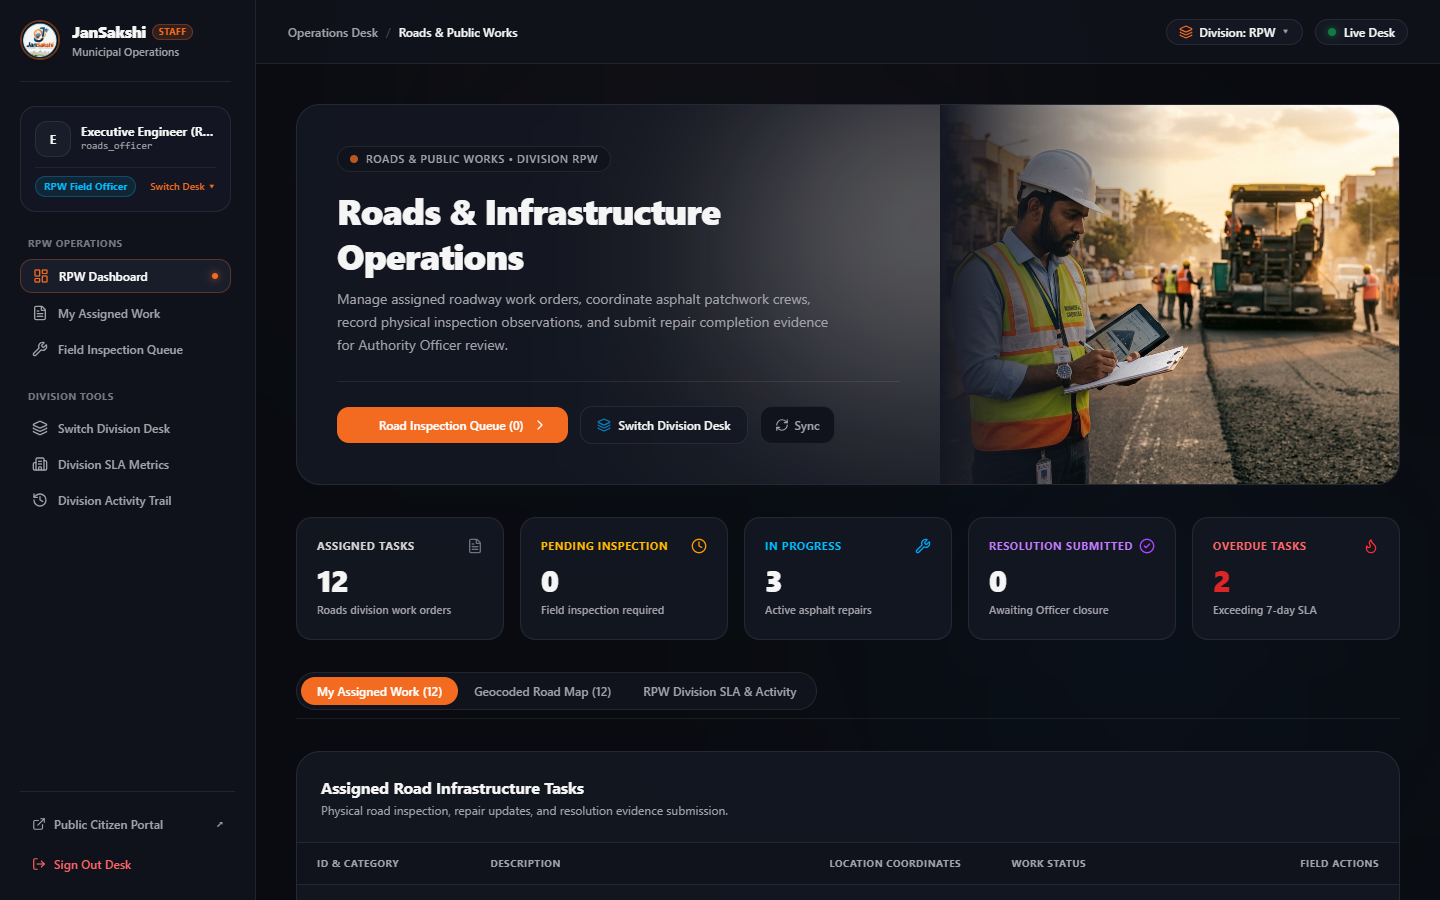 JanSakshi STAFF
Municipal Operations
E
Executive Engineer (R...
roads_officer
RPW Field Officer
Switch Desk ▾
RPW OPERATIONS
RPW Dashboard
My Assigned Work
Field Inspection Queue
DIVISION TOOLS
Switch Division Desk
Division SLA Metrics
Division Activity Trail
Public Citizen Portal ↗
Sign Out Desk
Operations Desk / Roads & Public Works
Division: RPW ▾
Live Desk
ROADS & PUBLIC WORKS • DIVISION RPW
Roads & Infrastructure
Operations
Manage assigned roadway work orders, coordinate asphalt patchwork crews,
record physical inspection observations, and submit repair completion evidence
for Authority Officer review.
Road Inspection Queue (0)
Switch Division Desk
Sync
ASSIGNED TASKS
12
Roads division work orders
PENDING INSPECTION
0
Field inspection required
IN PROGRESS
3
Active asphalt repairs
RESOLUTION SUBMITTED
0
Awaiting Officer closure
OVERDUE TASKS
2
Exceeding 7-day SLA
My Assigned Work (12)
Geocoded Road Map (12)
RPW Division SLA & Activity
Assigned Road Infrastructure Tasks
Physical road inspection, repair updates, and resolution evidence submission.
ID & CATEGORY
DESCRIPTION
LOCATION COORDINATES
WORK STATUS
FIELD ACTIONS